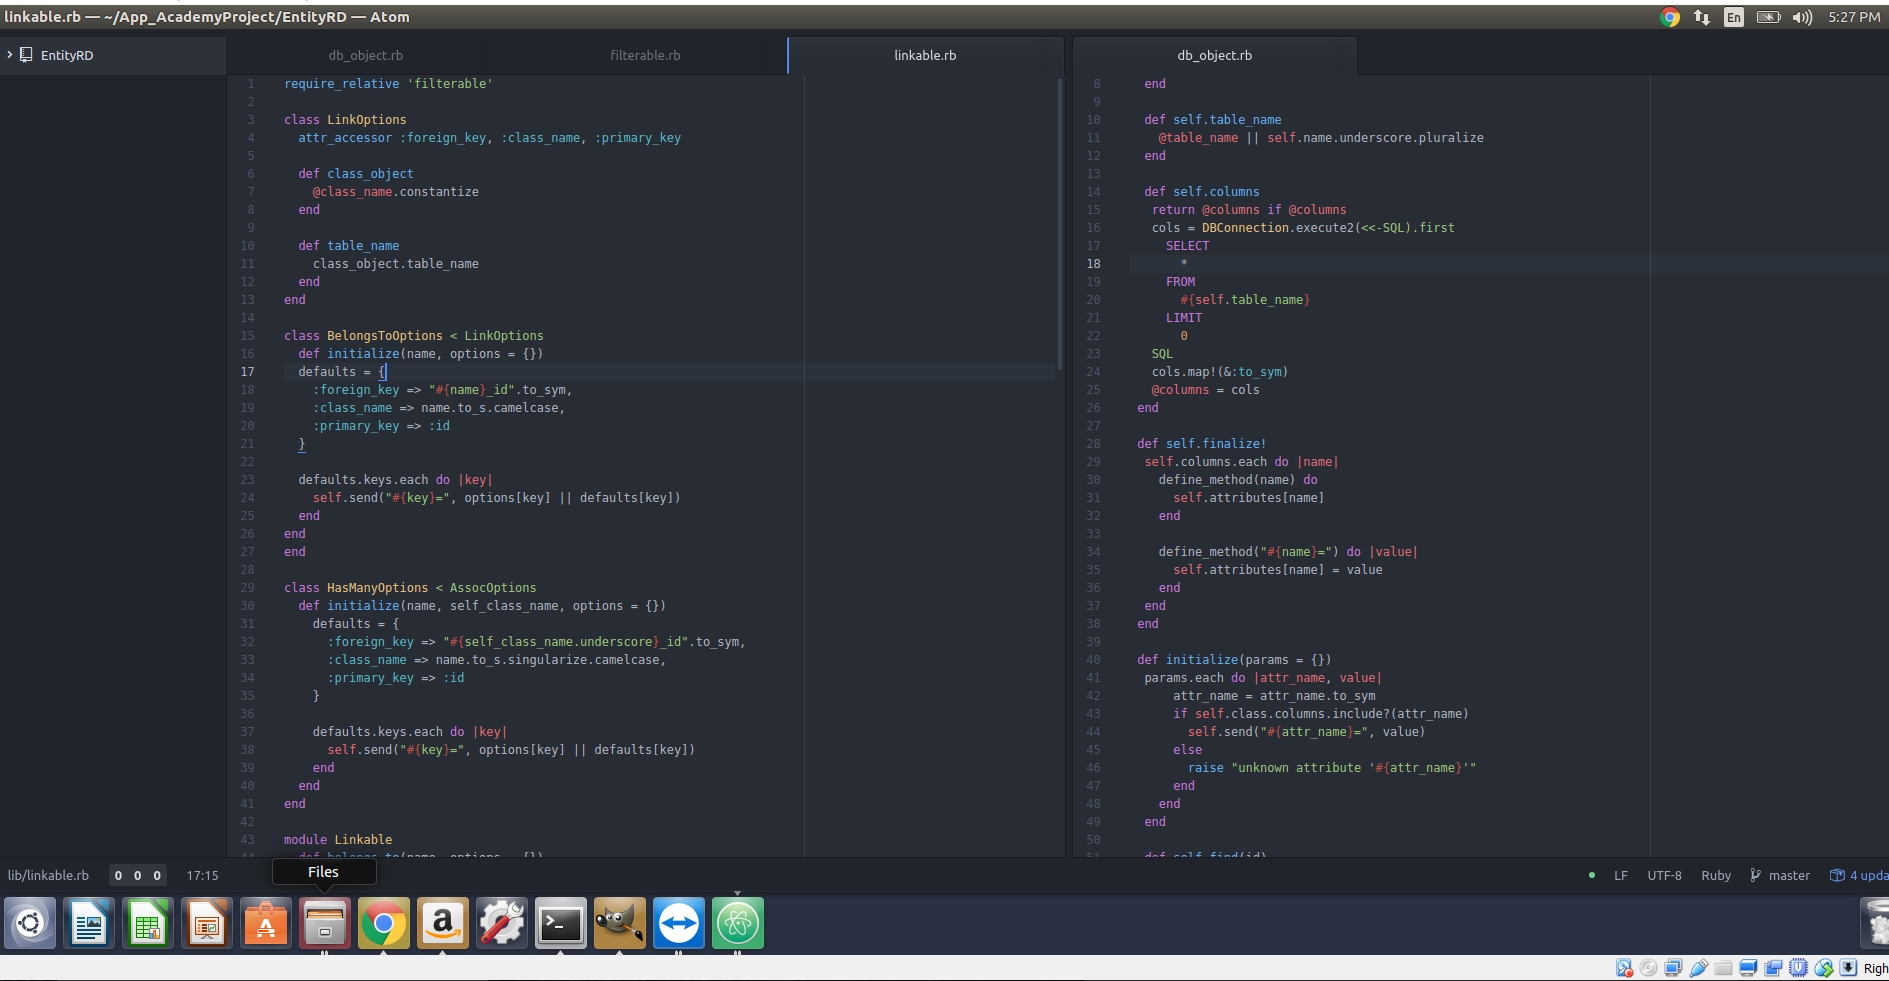 linkable.rb — ~/App_AcademyProject/EntityRD — Atom
En
5:27 PM
EntityRD
db_object.rb
filterable.rb
linkable.rb
db_object.rb
1 require_relative 'filterable'
2
3 class LinkOptions
4 attr_accessor :foreign_key, :class_name, :primary_key
5
6 def class_object
7 @class_name.constantize
8 end
9
10 def table_name
11 class_object.table_name
12 end
13 end
14
15 class BelongsToOptions < LinkOptions
16 def initialize(name, options = {})
17 defaults = {
18 :foreign_key => "#{name}_id".to_sym,
19 :class_name => name.to_s.camelcase,
20 :primary_key => :id
21 }
22
23 defaults.keys.each do |key|
24 self.send("#{key}=", options[key] || defaults[key])
25 end
26 end
27 end
28
29 class HasManyOptions < AssocOptions
30 def initialize(name, self_class_name, options = {})
31 defaults = {
32 :foreign_key => "#{self_class_name.underscore}_id".to_sym,
33 :class_name => name.to_s.singularize.camelcase,
34 :primary_key => :id
35 }
36
37 defaults.keys.each do |key|
38 self.send("#{key}=", options[key] || defaults[key])
39 end
40 end
41 end
42
43 module Linkable
44 def belongs_to(name, options = {})
8 end
9
10 def self.table_name
11 @table_name || self.name.underscore.pluralize
12 end
13
14 def self.columns
15 return @columns if @columns
16 cols = DBConnection.execute2(<<-SQL).first
17 SELECT
18 *
19 FROM
20 #{self.table_name}
21 LIMIT
22 0
23 SQL
24 cols.map!(&:to_sym)
25 @columns = cols
26 end
27
28 def self.finalize!
29 self.columns.each do |name|
30 define_method(name) do
31 self.attributes[name]
32 end
33
34 define_method("#{name}=") do |value|
35 self.attributes[name] = value
36 end
37 end
38 end
39
40 def initialize(params = {})
41 params.each do |attr_name, value|
42 attr_name = attr_name.to_sym
43 if self.class.columns.include?(attr_name)
44 self.send("#{attr_name}=", value)
45 else
46 raise "unknown attribute '#{attr_name}'"
47 end
48 end
49 end
50
51 def self.find(id)
lib/linkable.rb
0 0 0
17:15
Files
LF
UTF-8
Ruby
master
4 upda
a
Righ